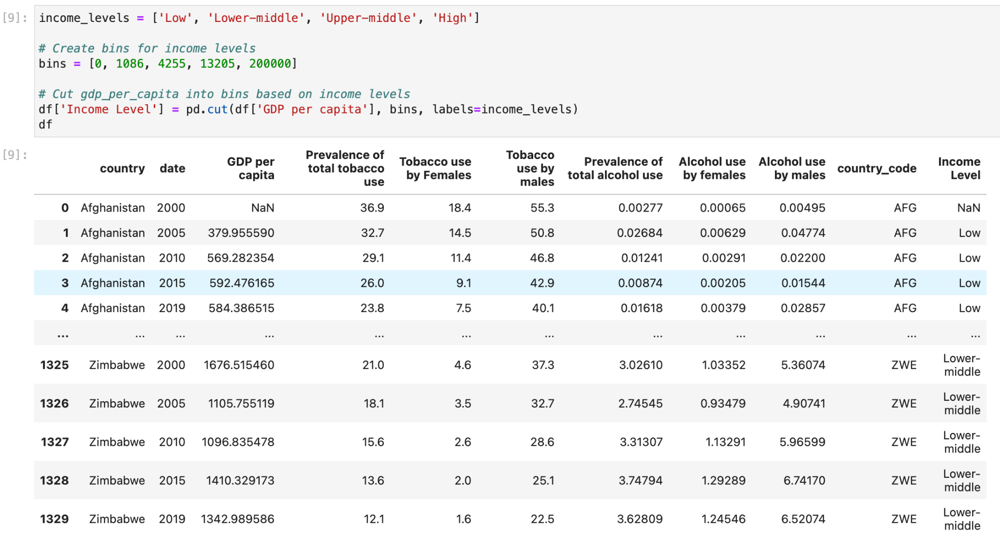 [9]: income_levels = ['Low', 'Lower-middle', 'Upper-middle', 'High']
# Create bins for income levels
bins = [0, 1086, 4255, 13205, 200000]
# Cut gdp_per_capita into bins based on income levels
df['Income Level'] = pd.cut(df['GDP per capita'], bins, labels=income_levels)
df
[9]:
country date GDP per capita Prevalence of total tobacco use Tobacco use by Females Tobacco use by males Prevalence of total alcohol use Alcohol use by females Alcohol use by males country_code Income Level
0 Afghanistan 2000 NaN 36.9 18.4 55.3 0.00277 0.00065 0.00495 AFG NaN
1 Afghanistan 2005 379.955590 32.7 14.5 50.8 0.02684 0.00629 0.04774 AFG Low
2 Afghanistan 2010 569.282354 29.1 11.4 46.8 0.01241 0.00291 0.02200 AFG Low
3 Afghanistan 2015 592.476165 26.0 9.1 42.9 0.00874 0.00205 0.01544 AFG Low
4 Afghanistan 2019 584.386515 23.8 7.5 40.1 0.01618 0.00379 0.02857 AFG Low
... ... ... ... ... ... ... ... ... ... ... ...
1325 Zimbabwe 2000 1676.515460 21.0 4.6 37.3 3.02610 1.03352 5.36074 ZWE Lower-middle
1326 Zimbabwe 2005 1105.755119 18.1 3.5 32.7 2.74545 0.93479 4.90741 ZWE Lower-middle
1327 Zimbabwe 2010 1096.835478 15.6 2.6 28.6 3.31307 1.13291 5.96599 ZWE Lower-middle
1328 Zimbabwe 2015 1410.329173 13.6 2.0 25.1 3.74794 1.29289 6.74170 ZWE Lower-middle
1329 Zimbabwe 2019 1342.989586 12.1 1.6 22.5 3.62809 1.24546 6.52074 ZWE Lower-middle